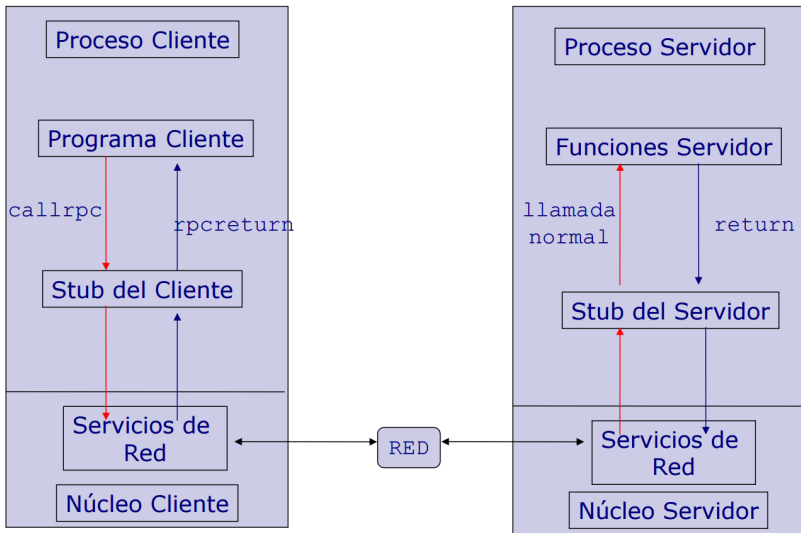 Proceso Cliente
Programa Cliente
callrpc
rpcreturn
Stub del Cliente
Servicios de
Red
Núcleo Cliente
RED
Proceso Servidor
Funciones Servidor
llamada
normal
return
Stub del Servidor
Servicios de
Red
Núcleo Servidor